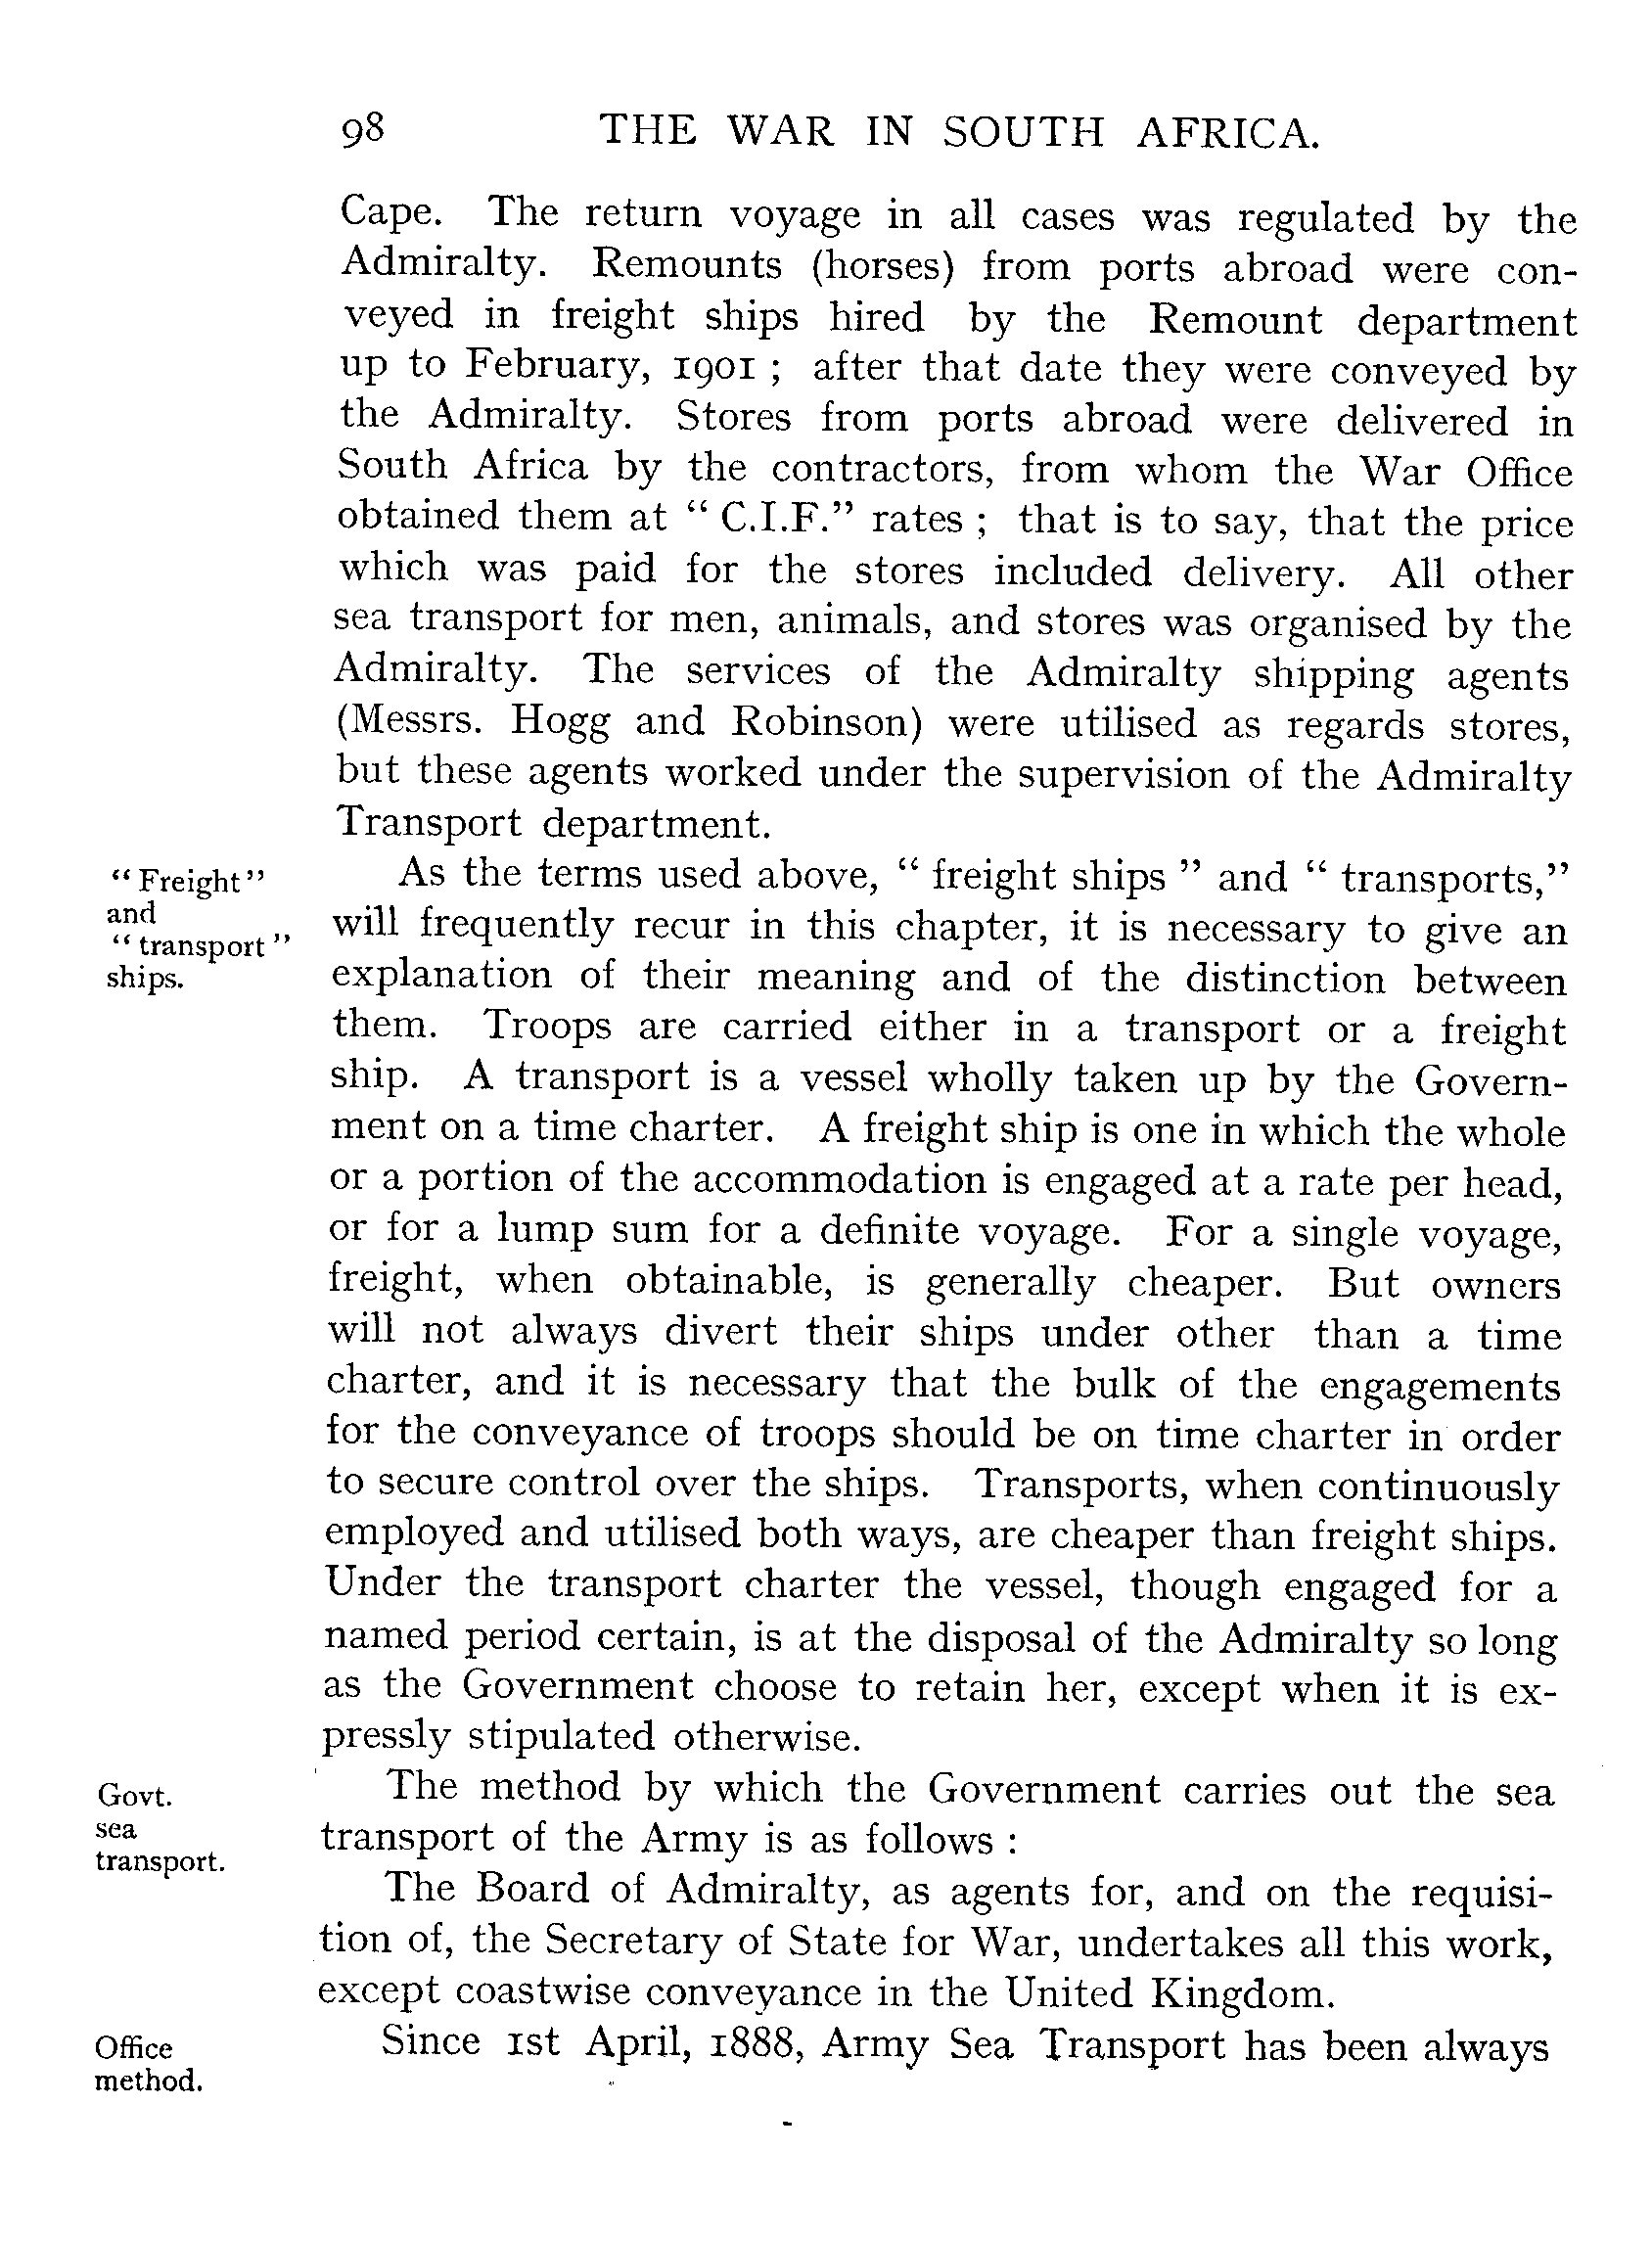 98 THE WAR IN SOUTH AFRICA.
Cape. The return voyage in all cases was regulated by the
Admiralty. Remounts (horses) from ports abroad were con-
veyed in freight ships hired by the Remount department
up to February, 1901 ; after that date they were conveyed by
the Admiralty. Stores from ports abroad were delivered in
South Africa by the contractors, from whom the War Office
obtained them at “ C.I.F.” rates ; that is to say, that the price
which was paid for the stores included delivery. All other
sea transport for men, animals, and stores was organised by the
Admiralty. The services of the Admiralty shipping agents
(Messrs. Hogg and Robinson) were utilised as regards stores,
but these agents worked under the supervision of the Admiralty
Transport department.
“ Freight”
and
“ transport ”
ships.
As the terms used above, “ freight ships ” and “ transports,”
will frequently recur in this chapter, it is necessary to give an
explanation of their meaning and of the distinction between
them. Troops are carried either in a transport or a freight
ship. A transport is a vessel wholly taken up by the Govern-
ment on a time charter. A freight ship is one in which the whole
or a portion of the accommodation is engaged at a rate per head,
or for a lump sum for a definite voyage. For a single voyage,
freight, when obtainable, is generally cheaper. But owners
will not always divert their ships under other than a time
charter, and it is necessary that the bulk of the engagements
for the conveyance of troops should be on time charter in order
to secure control over the ships. Transports, when continuously
employed and utilised both ways, are cheaper than freight ships.
Under the transport charter the vessel, though engaged for a
named period certain, is at the disposal of the Admiralty so long
as the Government choose to retain her, except when it is ex-
pressly stipulated otherwise.
Govt.
sea
transport.
The method by which the Government carries out the sea
transport of the Army is as follows :
The Board of Admiralty, as agents for, and on the requisi-
tion of, the Secretary of State for War, undertakes all this work,
except coastwise conveyance in the United Kingdom.
Office
method.
Since 1st April, 1888, Army Sea Transport has been always